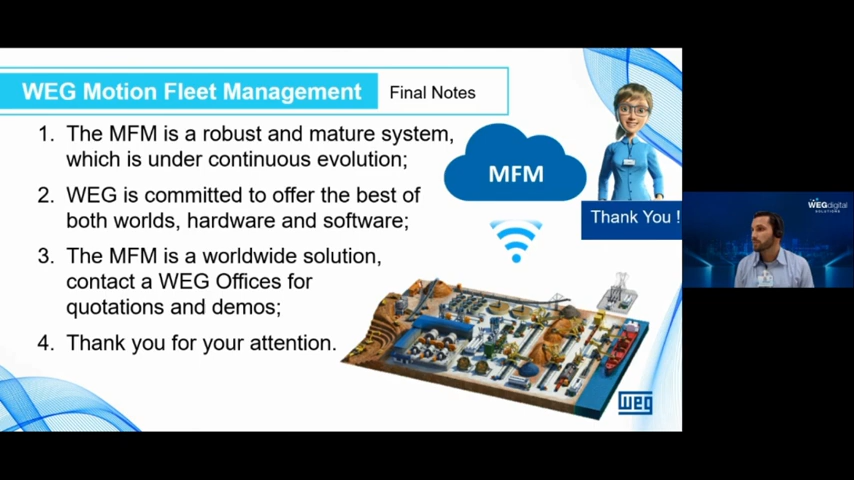 WEG Motion Fleet Management Final Notes
1. The MFM is a robust and mature system,
which is under continuous evolution;
2. WEG is committed to offer the best of
both worlds, hardware and software;
3. The MFM is a worldwide solution,
contact a WEG Offices for
quotations and demos;
4. Thank you for your attention.
MFM
Thank You !
weg
WEGdigital
SOLUTIONS